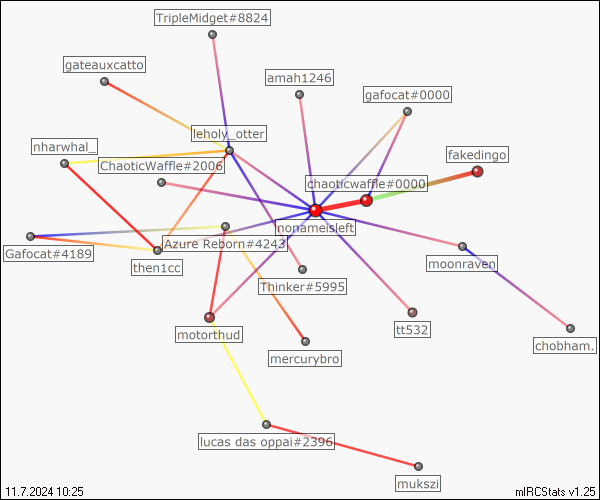 TripleMidget#8824
gateauxcatto
amah1246
gafocat#0000
leholy_otter
nharwhal_
fakedingo
ChaoticWaffle#2006
chaoticwaffle#0000
nonameisleft
Azure Reborn#4243
Gafocat#4189
moonraven
then1cc
Thinker#5995
motorthud
tt532
chobham.
mercurybro
lucas das oppai#2396
mukszi
11.7.2024 10:25
mIRCStats v1.25